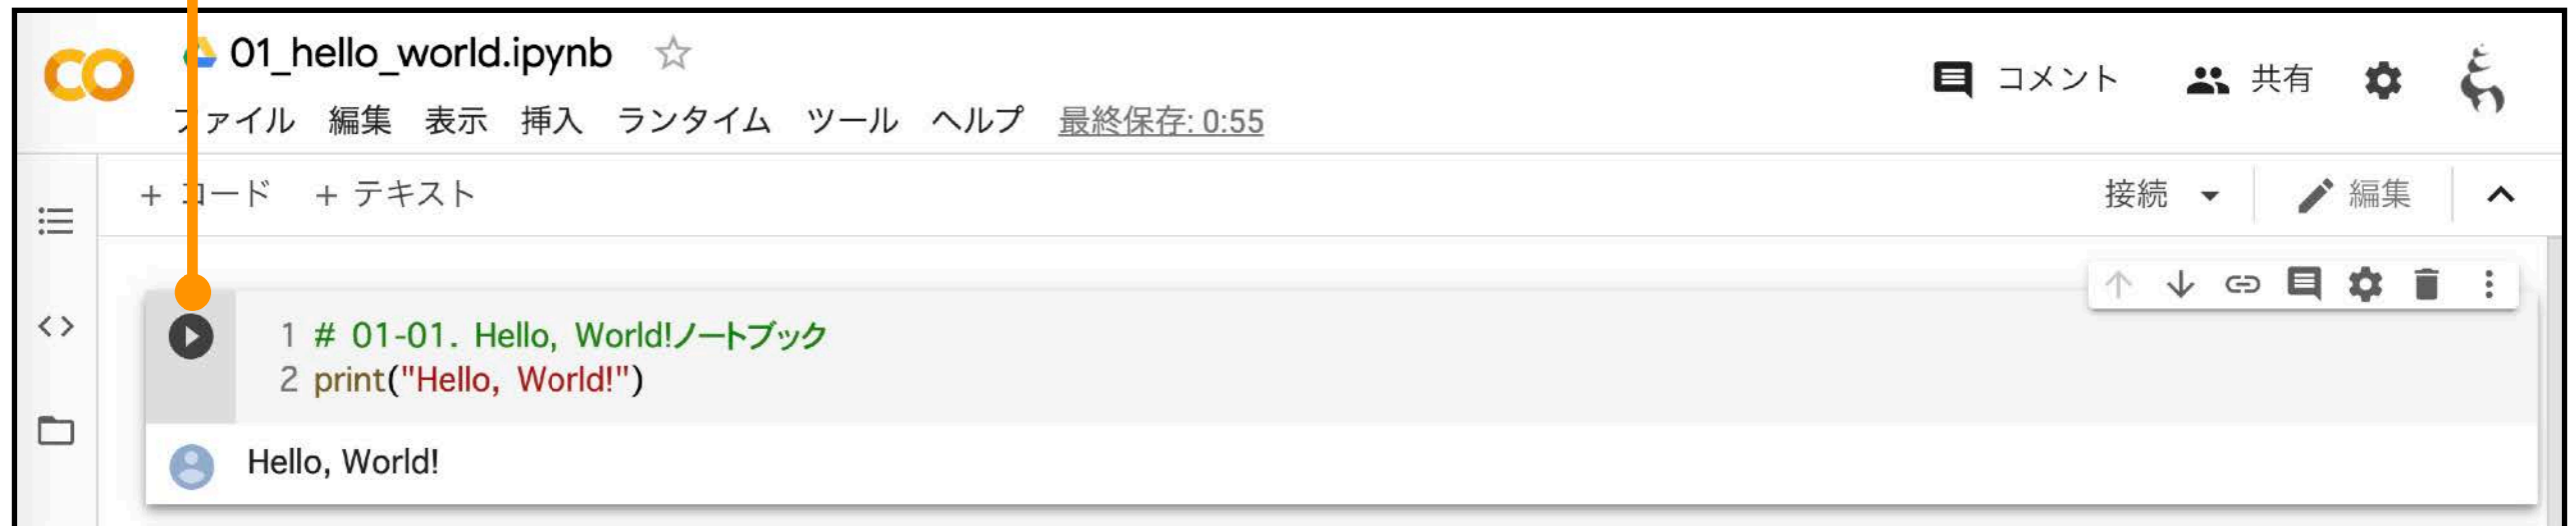 01_hello_world.ipynb
ファイル 編集 表示 挿入 ランタイム ツール ヘルプ 最終保存: 0:55
コメント 共有
+ コード + テキスト
接続 編集
1 # 01-01. Hello, World!ノートブック
2 print("Hello, World!")
Hello, World!